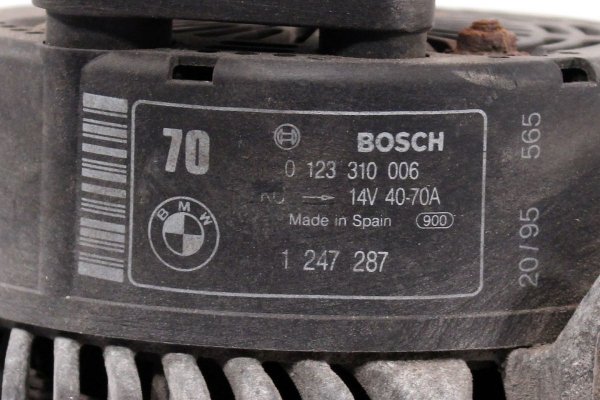 70 BOSCH
0 123 310 006
14V 40-70A
Made in Spain 900
BMW
1 247 287
20/95 565